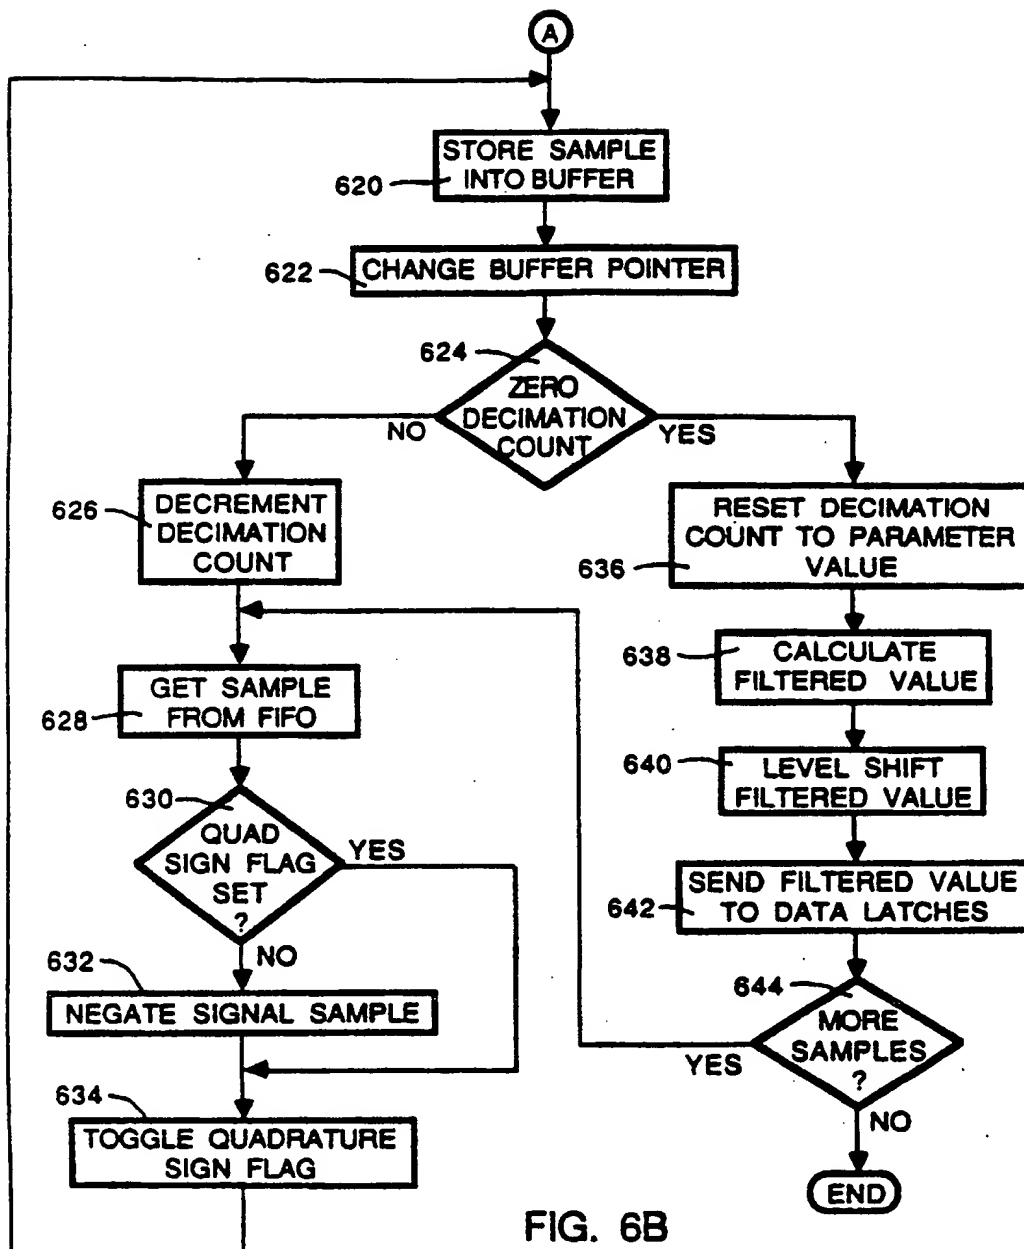 A
STORE SAMPLE
INTO BUFFER
620
CHANGE BUFFER POINTER
622
624
ZERO
DECIMATION
COUNT
NO
YES
626
DECREMENT
DECIMATION
COUNT
RESET DECIMATION
COUNT TO PARAMETER
VALUE
636
628
GET SAMPLE
FROM FIFO
638
CALCULATE
FILTERED VALUE
630
QUAD
SIGN FLAG
SET
?
YES
NO
640
LEVEL SHIFT
FILTERED VALUE
632
NEGATE SIGNAL SAMPLE
642
SEND FILTERED VALUE
TO DATA LATCHES
634
TOGGLE QUADRATURE
SIGN FLAG
644
MORE
SAMPLES
?
YES
NO
END
FIG. 6B